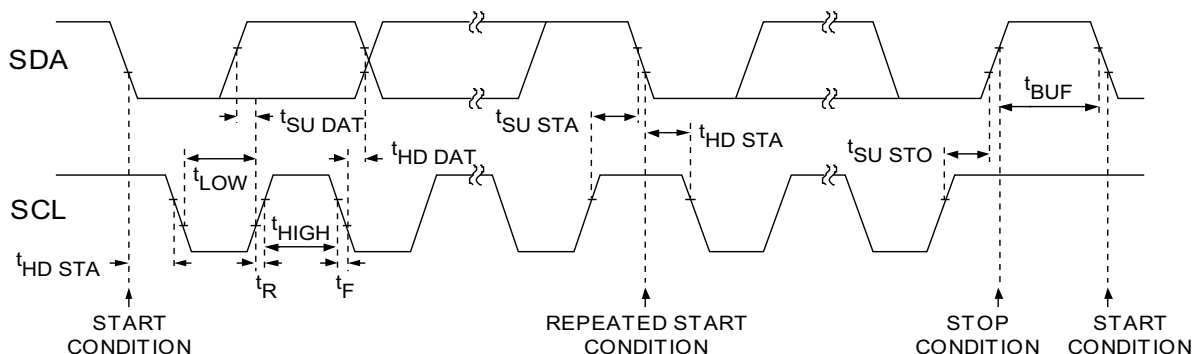 SDA
tBUF
tSU DAT
tSU STA
tHD STA
tHD DAT
tSU STO
tLOW
SCL
tHIGH
tHD STA
tR
tF
START
CONDITION
REPEATED START
CONDITION
STOP
CONDITION
START
CONDITION